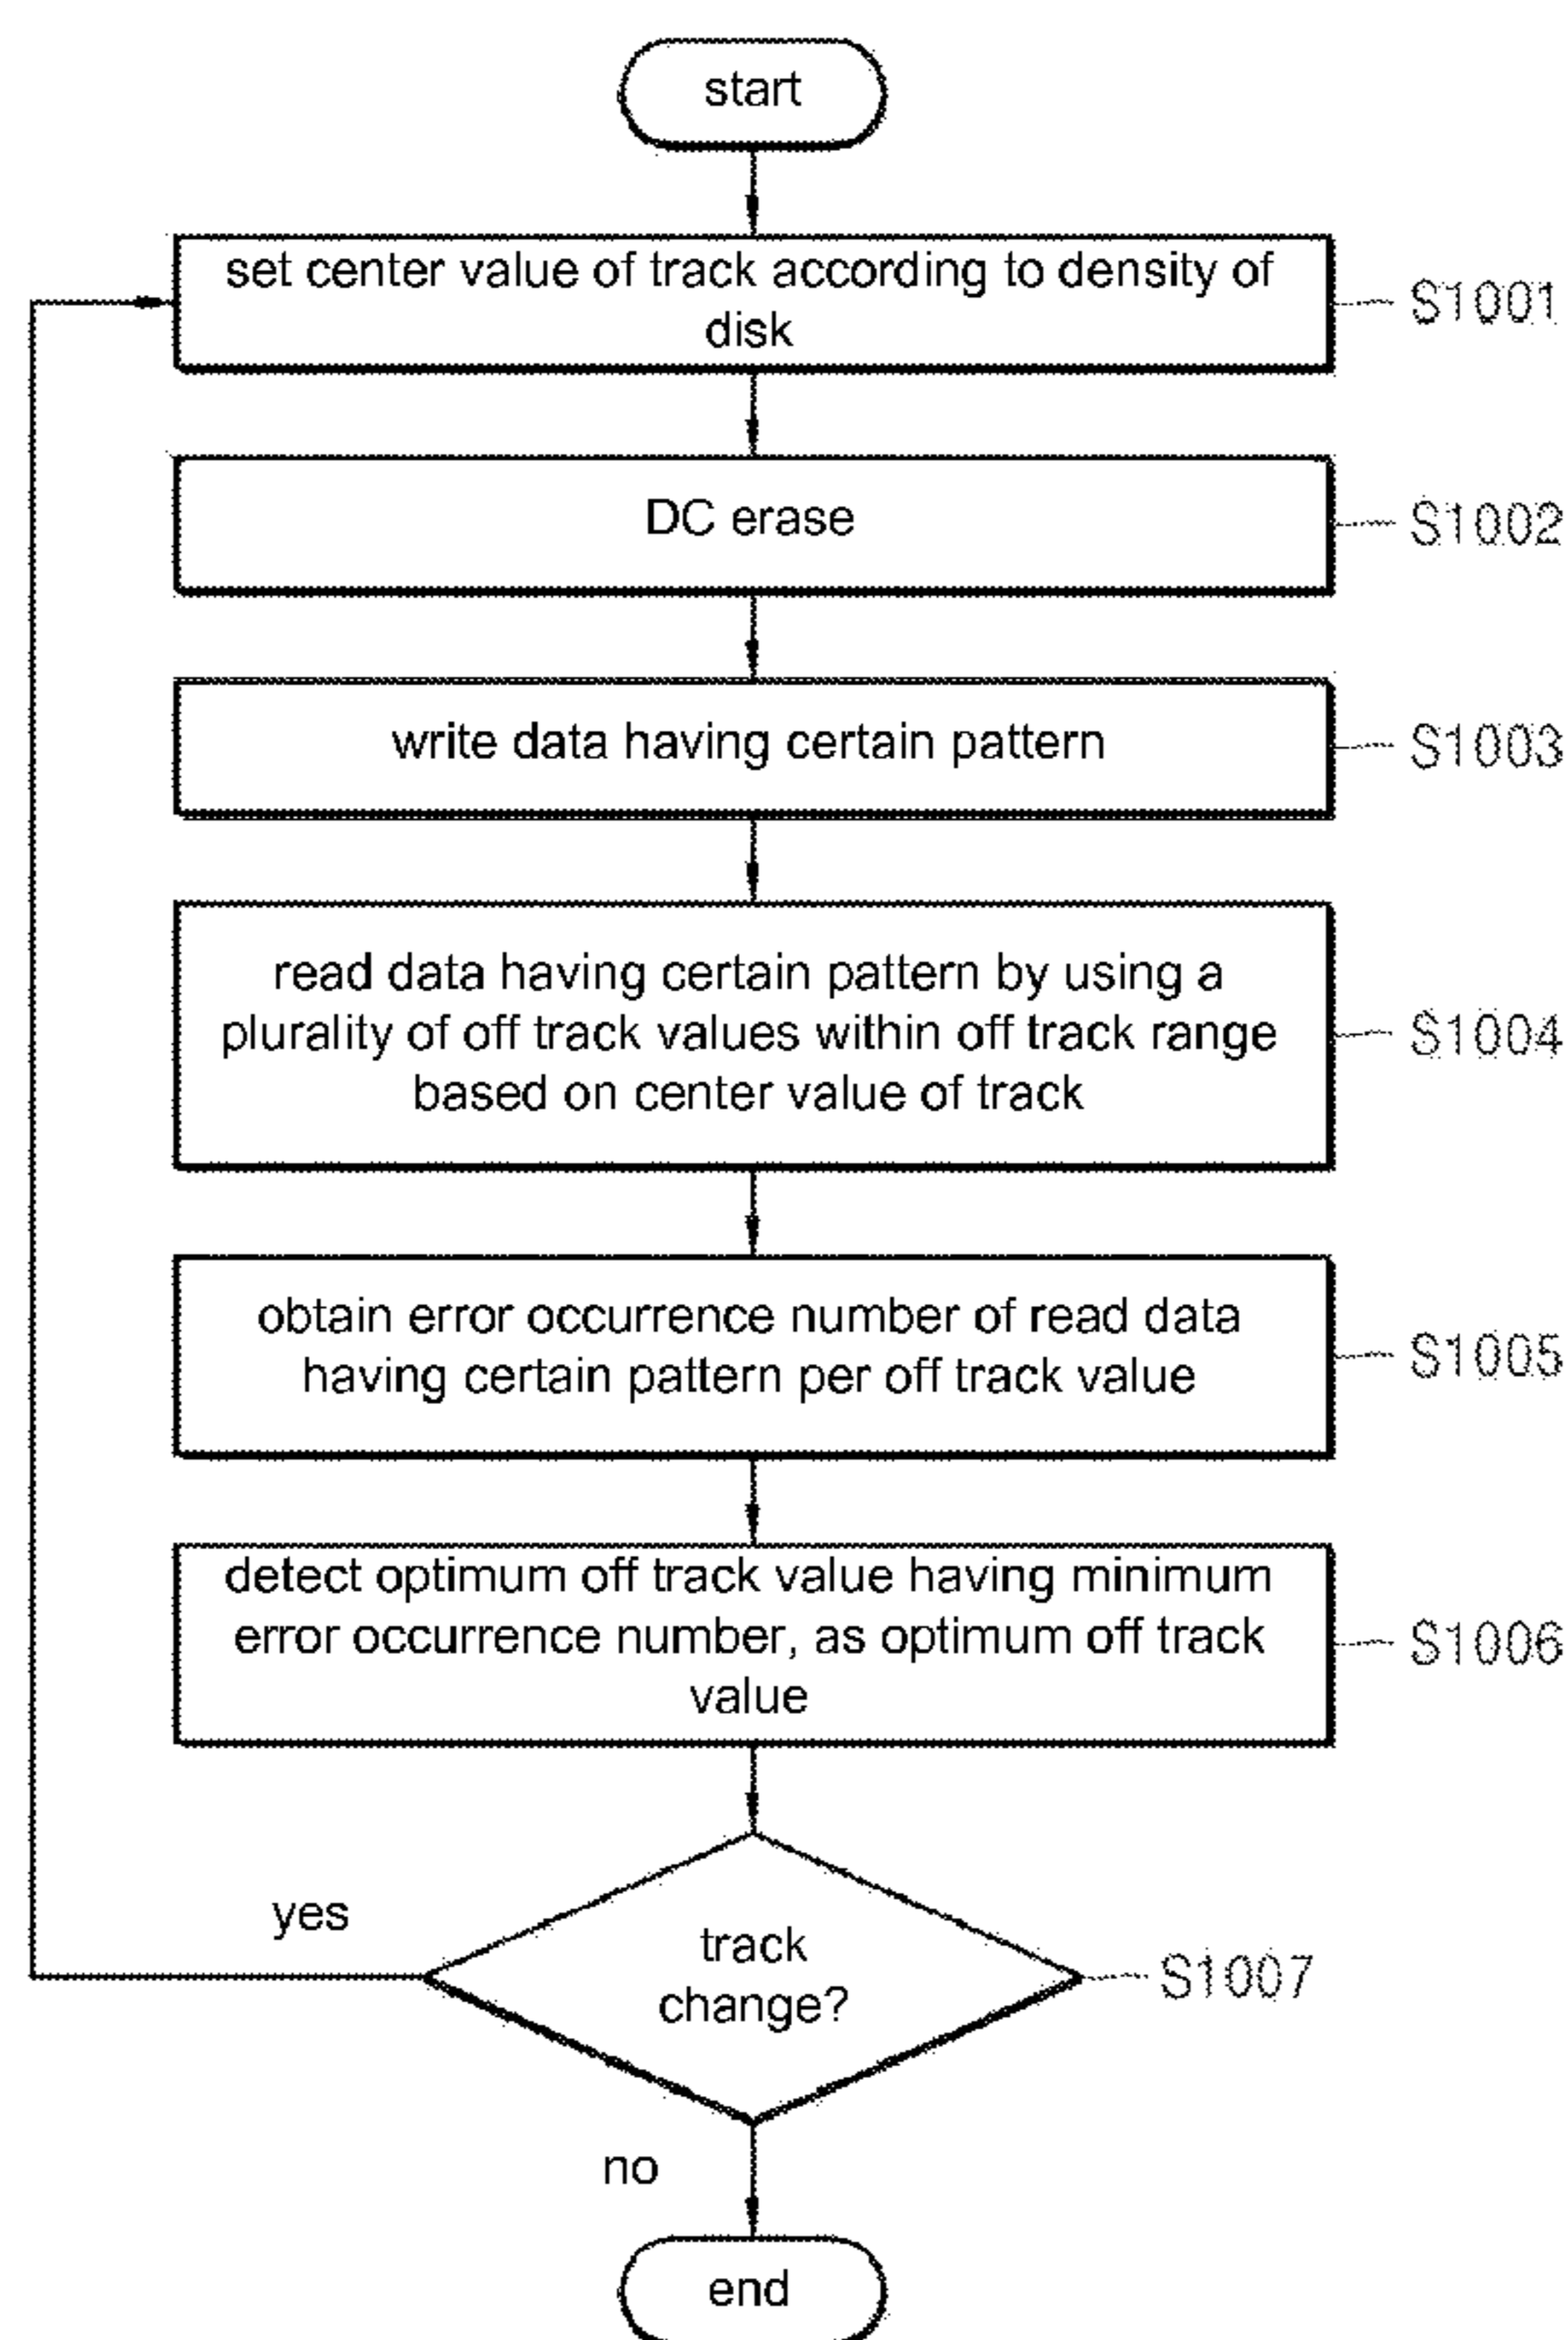 start
set center value of track according to density of
disk
S1001
DC erase
S1002
write data having certain pattern
S1003
read data having certain pattern by using a
plurality of off track values within off track range
based on center value of track
S1004
obtain error occurrence number of read data
having certain pattern per off track value
S1005
detect optimum off track value having minimum
error occurrence number, as optimum off track
value
S1006
yes
track
change?
S1007
no
end